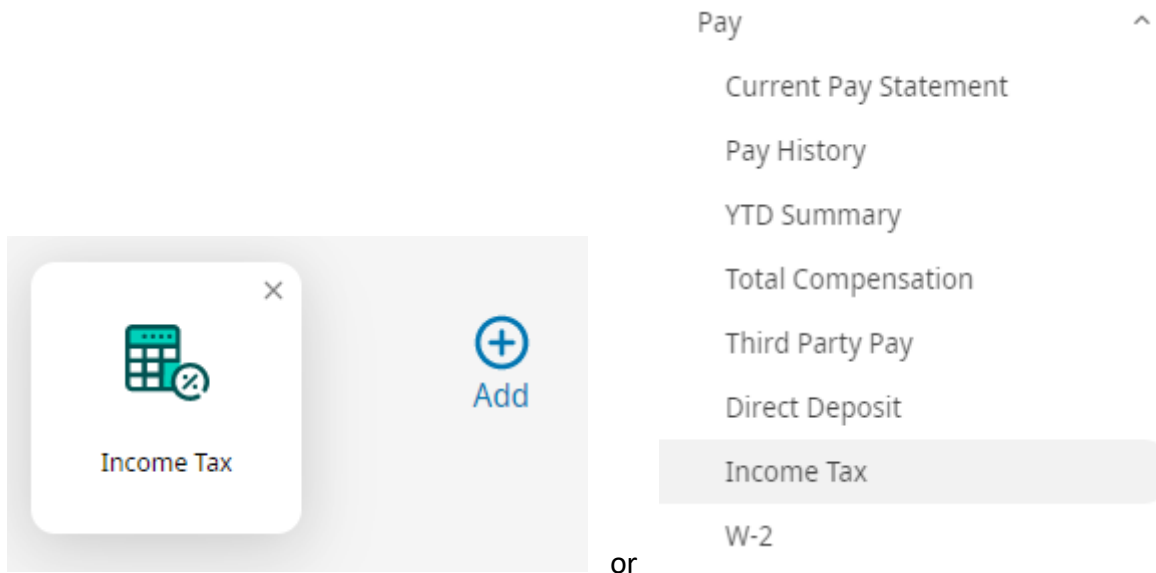 Pay
Current Pay Statement
Pay History
YTD Summary
Total Compensation
Third Party Pay
Direct Deposit
Income Tax
W-2
Add
Income Tax
or